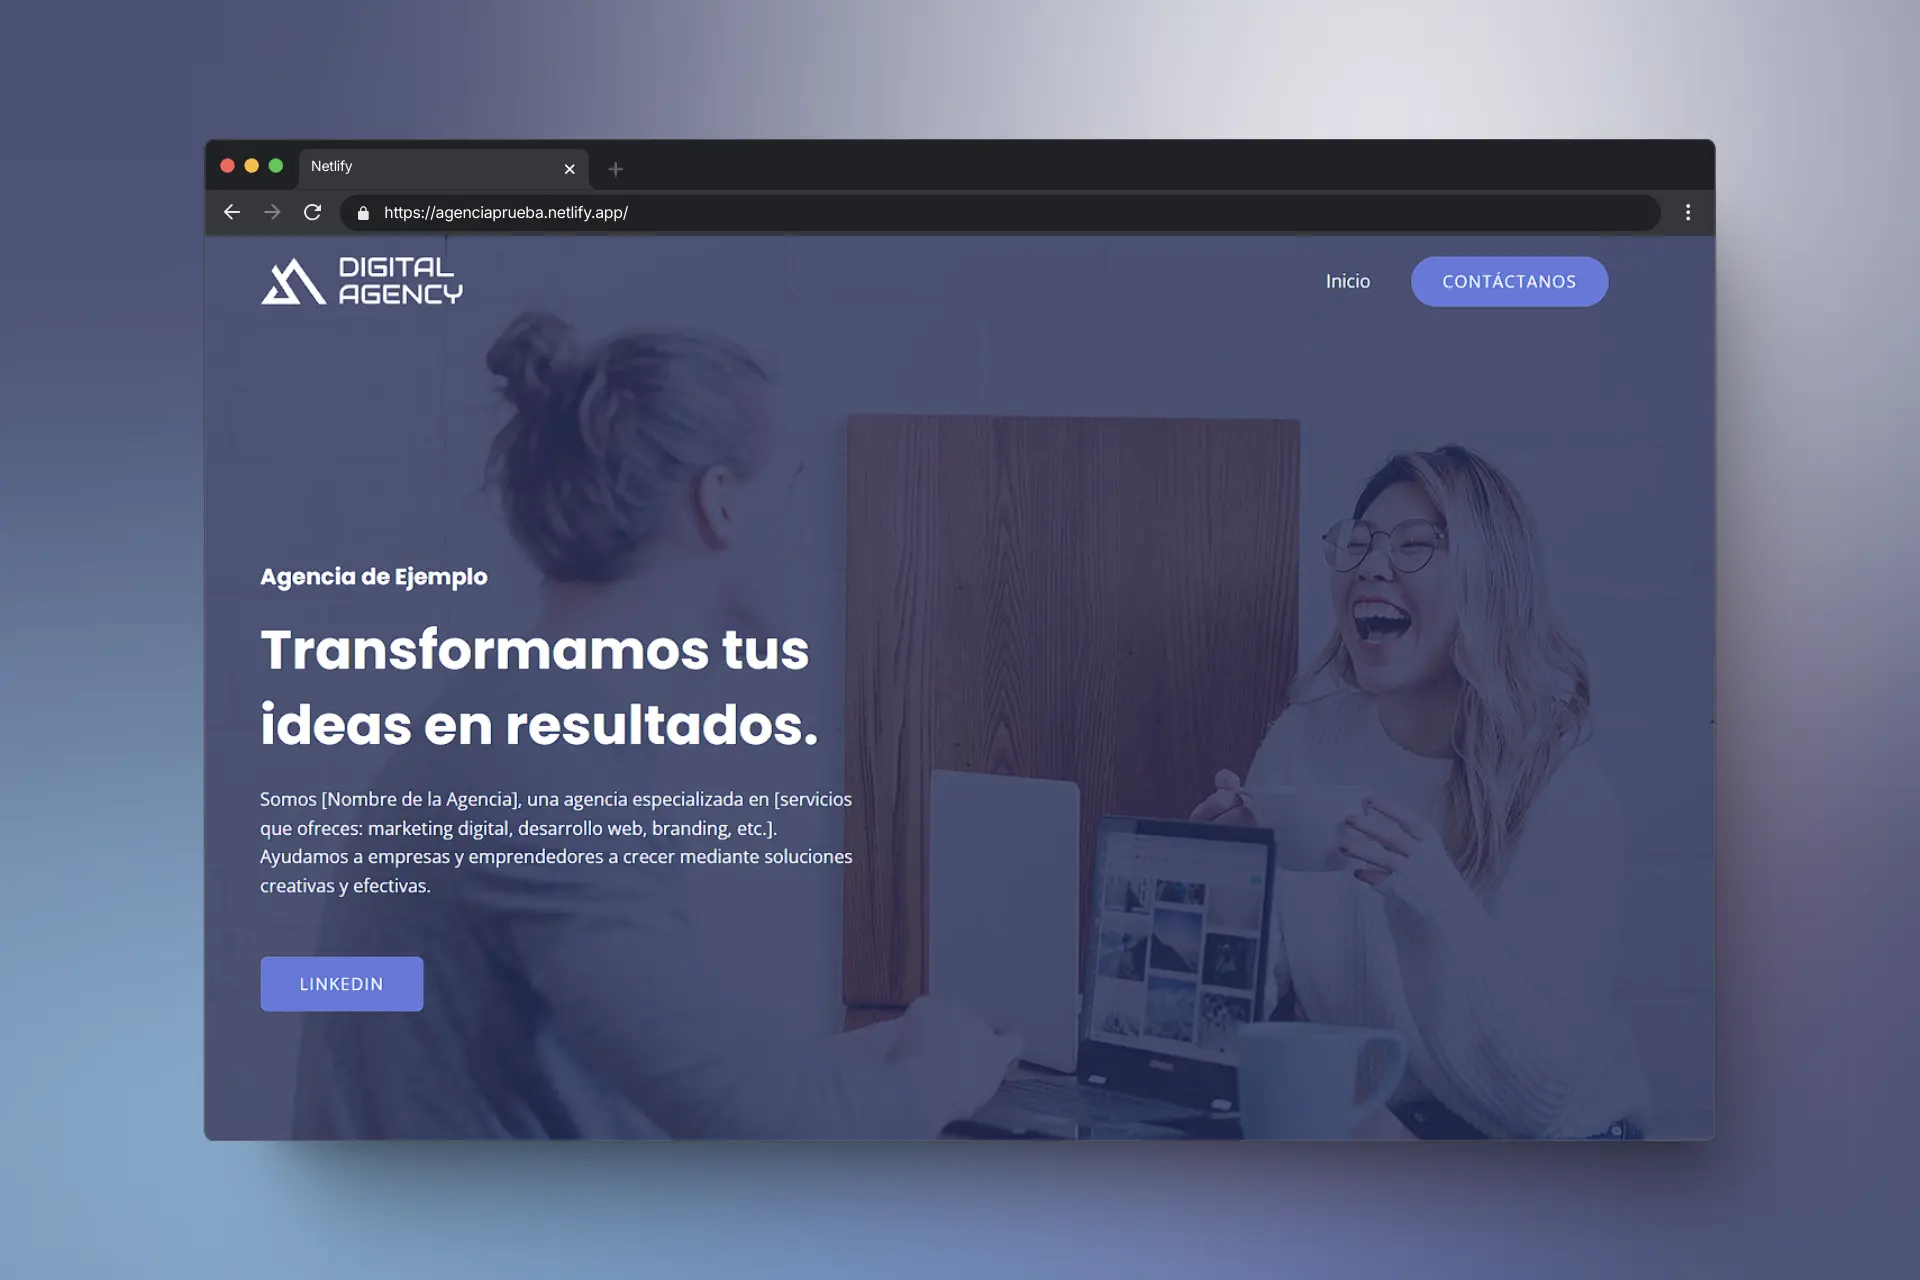 Netlify
https://agenciaprueba.netlify.app/
DIGITAL
AGENCY
Inicio
CONTÁCTANOS
Agencia de Ejemplo
Transformamos tus
ideas en resultados.
Somos [Nombre de la Agencia], una agencia especializada en [servicios
que ofreces: marketing digital, desarrollo web, branding, etc.].
Ayudamos a empresas y emprendedores a crecer mediante soluciones
creativas y efectivas.
LINKEDIN